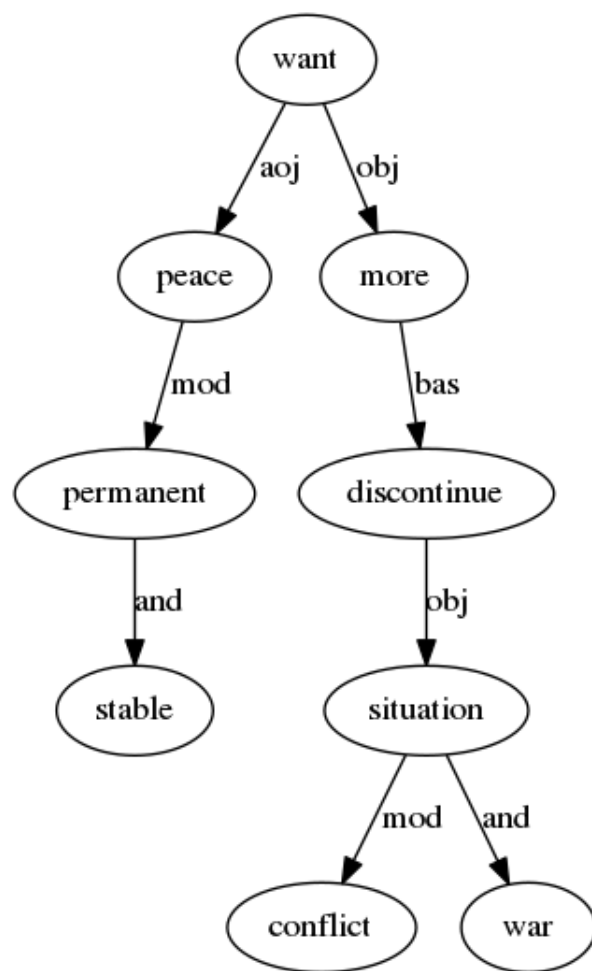 want
aoj obj
peace more
mod bas
permanent discontinue
and obj
stable situation
mod and
conflict war